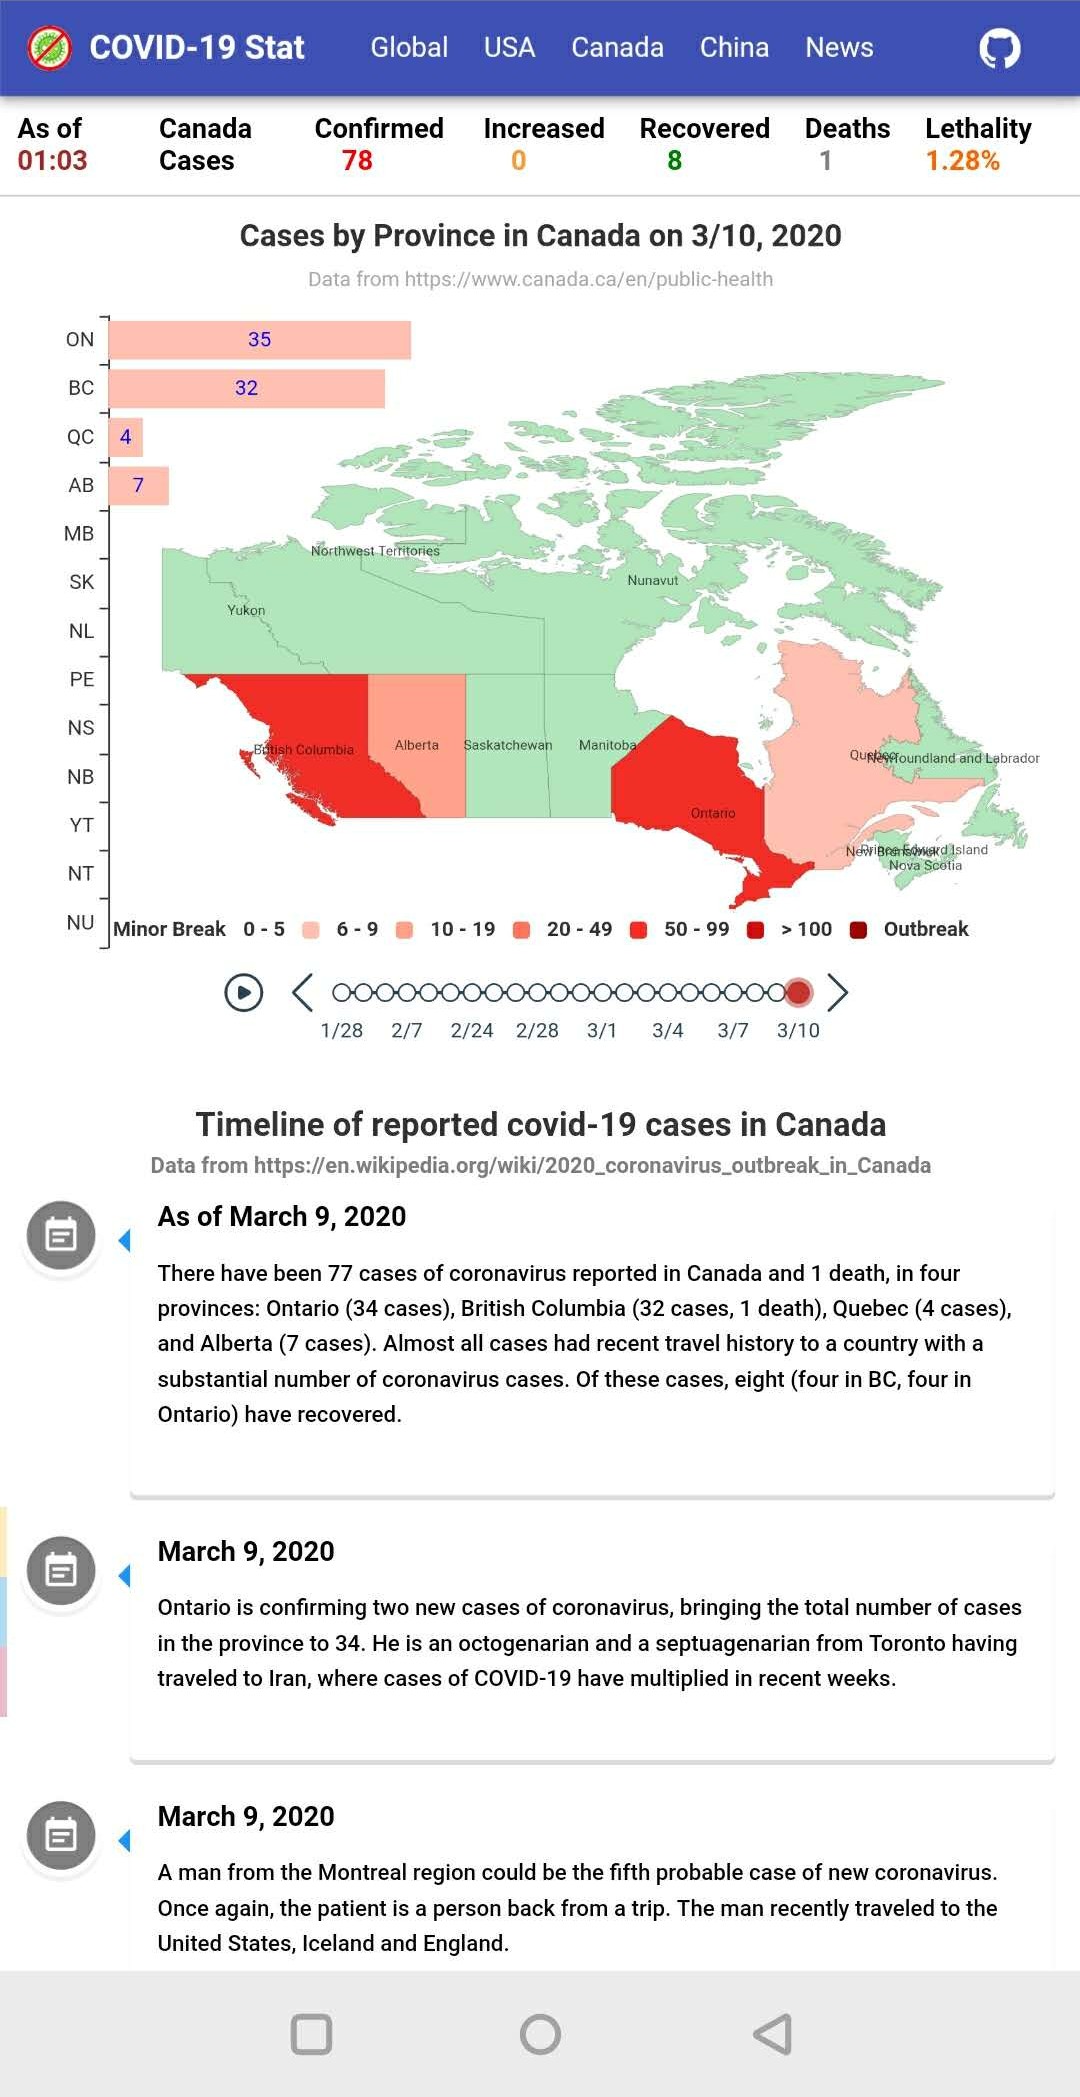 COVID-19 Stat Global USA Canada China News
As of Canada Confirmed Increased Recovered Deaths Lethality
01:03 Cases 78 0 8 1 1.28%
Cases by Province in Canada on 3/10, 2020
Data from https://www.canada.ca/en/public-health
ON 35
BC 32
QC 4
AB 7
MB
SK
NL
PE
NS
NB
YT
NT
NU
Northwest Territories
Nunavut
Yukon
British Columbia
Alberta
Saskatchewan
Manitoba
Quebec
Newfoundland and Labrador
Ontario
New Brunswick
Prince Edward Island
Nova Scotia
Minor Break 0 - 5 6 - 9 10 - 19 20 - 49 50 - 99 > 100 Outbreak
1/28 2/7 2/24 2/28 3/1 3/4 3/7 3/10
Timeline of reported covid-19 cases in Canada
Data from https://en.wikipedia.org/wiki/2020_coronavirus_outbreak_in_Canada
As of March 9, 2020
There have been 77 cases of coronavirus reported in Canada and 1 death, in four
provinces: Ontario (34 cases), British Columbia (32 cases, 1 death), Quebec (4 cases),
and Alberta (7 cases). Almost all cases had recent travel history to a country with a
substantial number of coronavirus cases. Of these cases, eight (four in BC, four in
Ontario) have recovered.
March 9, 2020
Ontario is confirming two new cases of coronavirus, bringing the total number of cases
in the province to 34. He is an octogenarian and a septuagenarian from Toronto having
traveled to Iran, where cases of COVID-19 have multiplied in recent weeks.
March 9, 2020
A man from the Montreal region could be the fifth probable case of new coronavirus.
Once again, the patient is a person back from a trip. The man recently traveled to the
United States, Iceland and England.